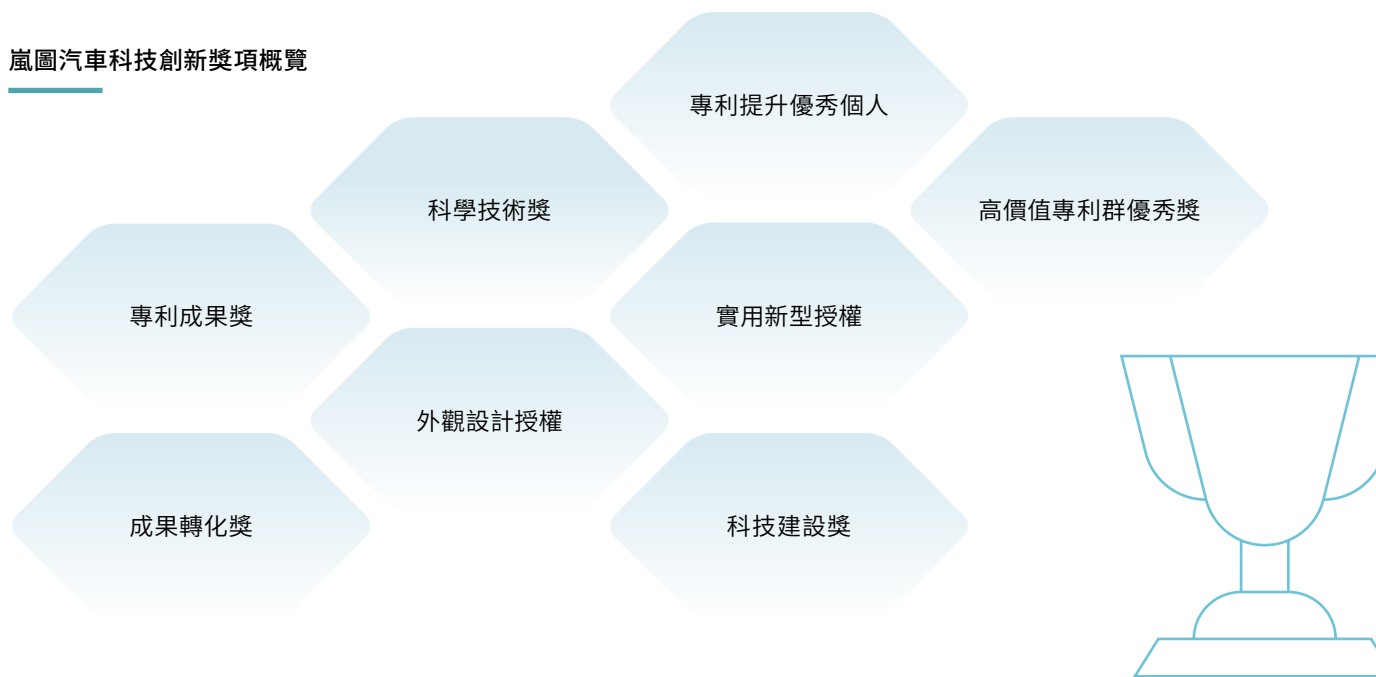 嵐圖汽車科技創新獎項概覽
專利提升優秀個人
科學技術獎
高價值專利群優秀獎
專利成果獎
實用新型授權
外觀設計授權
成果轉化獎
科技建設獎